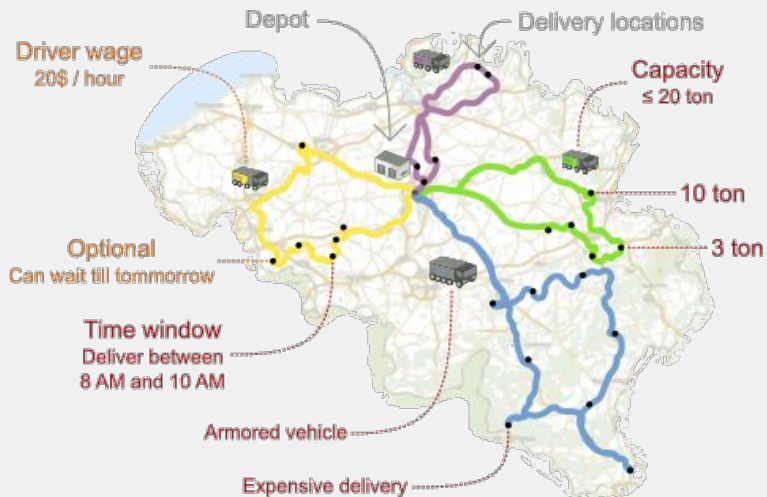 Depot
Delivery locations
Driver wage
20$ / hour
Capacity
≤ 20 ton
10 ton
3 ton
Optional
Can wait till tommorrow
Time window
Deliver between
8 AM and 10 AM
Armored vehicle
Expensive delivery